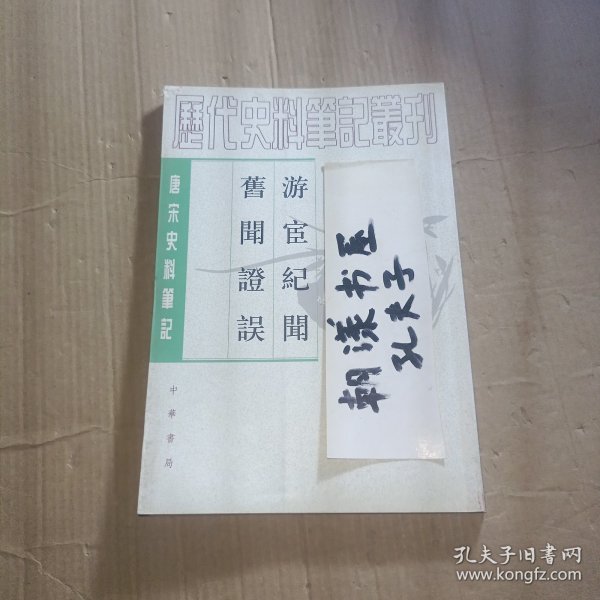 歷代史料筆記叢刊
唐宋史料筆記
游宦紀聞
舊聞證誤
中華書局
朝漾书屋
孔夫子
孔夫子旧书网
www.kongfz.com